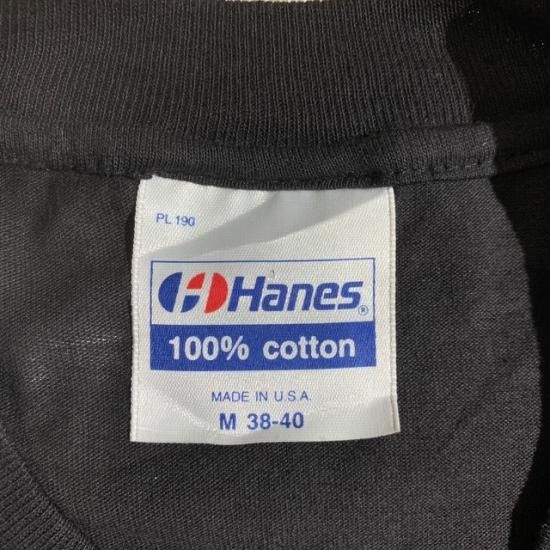 PL 190
Hanes®
100% cotton
MADE IN U.S.A.
M 38-40